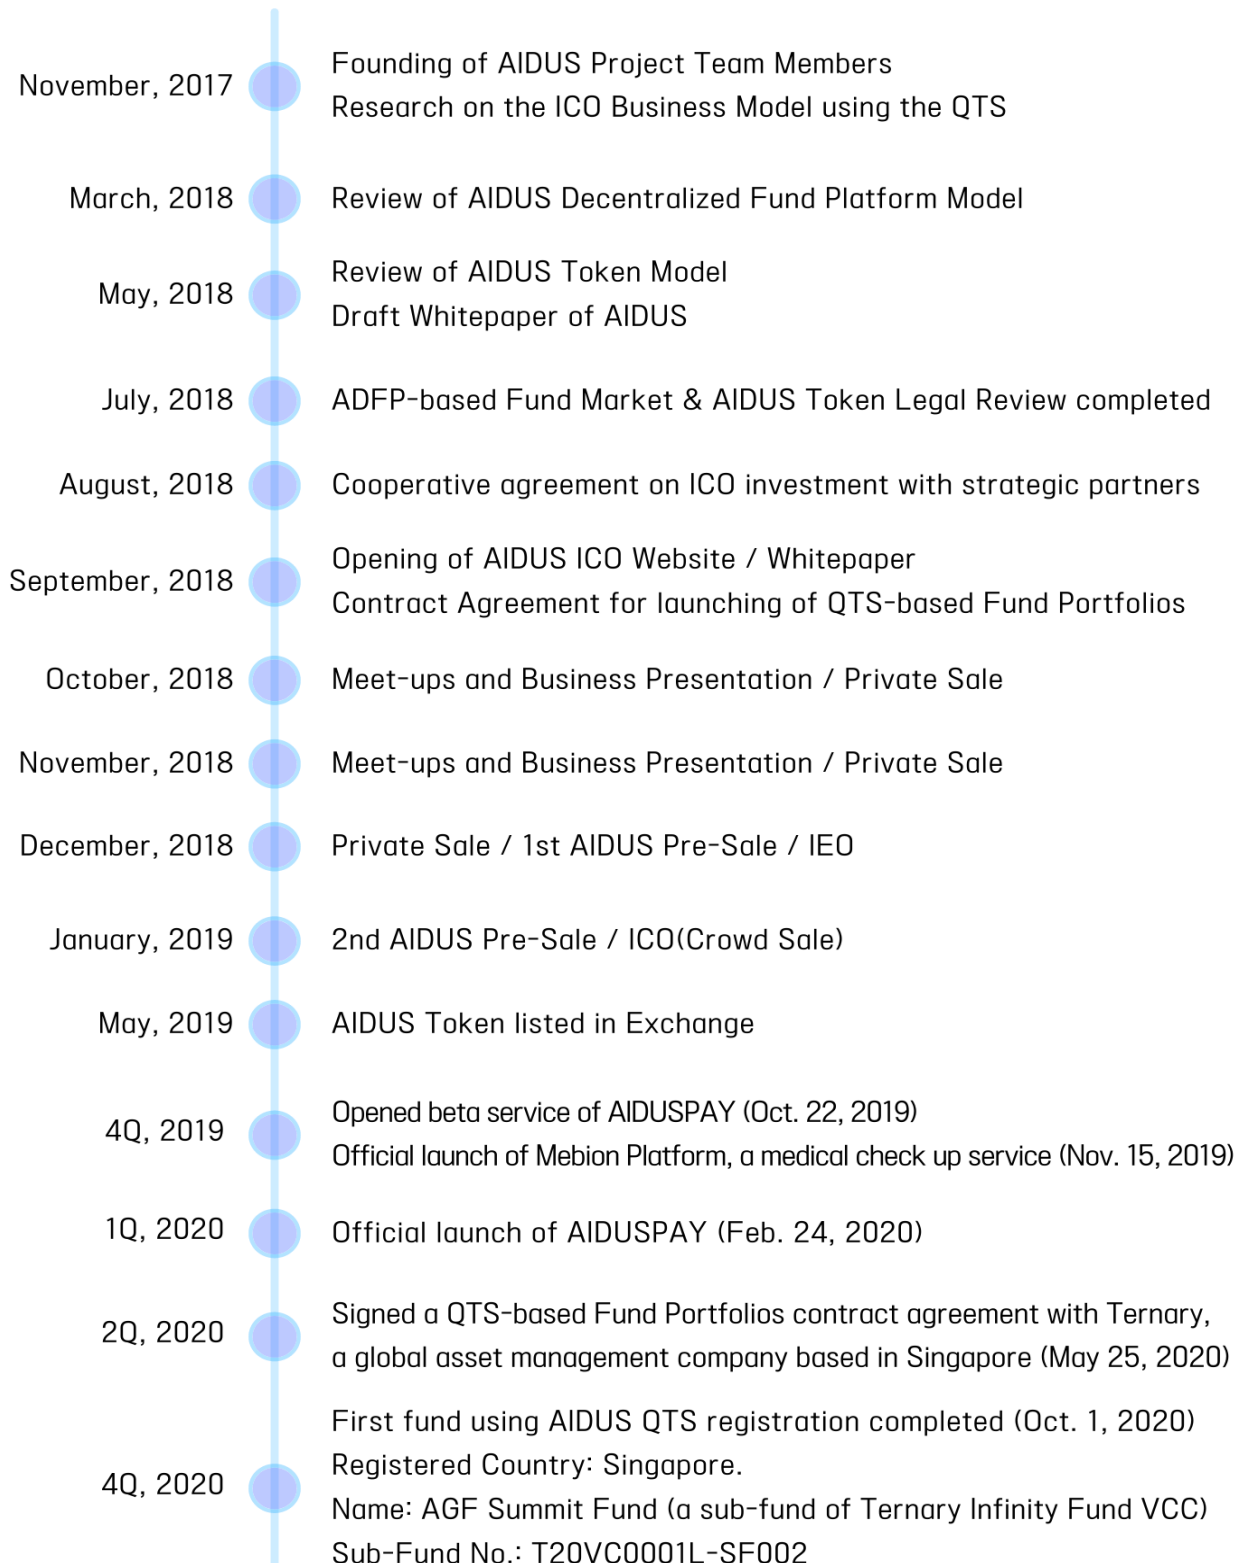 November, 2017
Founding of AIDUS Project Team Members
Research on the ICO Business Model using the QTS
March, 2018
Review of AIDUS Decentralized Fund Platform Model
May, 2018
Review of AIDUS Token Model
Draft Whitepaper of AIDUS
July, 2018
ADFP-based Fund Market & AIDUS Token Legal Review completed
August, 2018
Cooperative agreement on ICO investment with strategic partners
September, 2018
Opening of AIDUS ICO Website / Whitepaper
Contract Agreement for launching of QTS-based Fund Portfolios
October, 2018
Meet-ups and Business Presentation / Private Sale
November, 2018
Meet-ups and Business Presentation / Private Sale
December, 2018
Private Sale / 1st AIDUS Pre-Sale / IEO
January, 2019
2nd AIDUS Pre-Sale / ICO(Crowd Sale)
May, 2019
AIDUS Token listed in Exchange
4Q, 2019
Opened beta service of AIDUSPAY (Oct. 22, 2019)
Official launch of Mebion Platform, a medical check up service (Nov. 15, 2019)
1Q, 2020
Official launch of AIDUSPAY (Feb. 24, 2020)
2Q, 2020
Signed a QTS-based Fund Portfolios contract agreement with Ternary,
a global asset management company based in Singapore (May 25, 2020)
4Q, 2020
First fund using AIDUS QTS registration completed (Oct. 1, 2020)
Registered Country: Singapore.
Name: AGF Summit Fund (a sub-fund of Ternary Infinity Fund VCC)
Sub-Fund No.: T20VC0001L-SF002